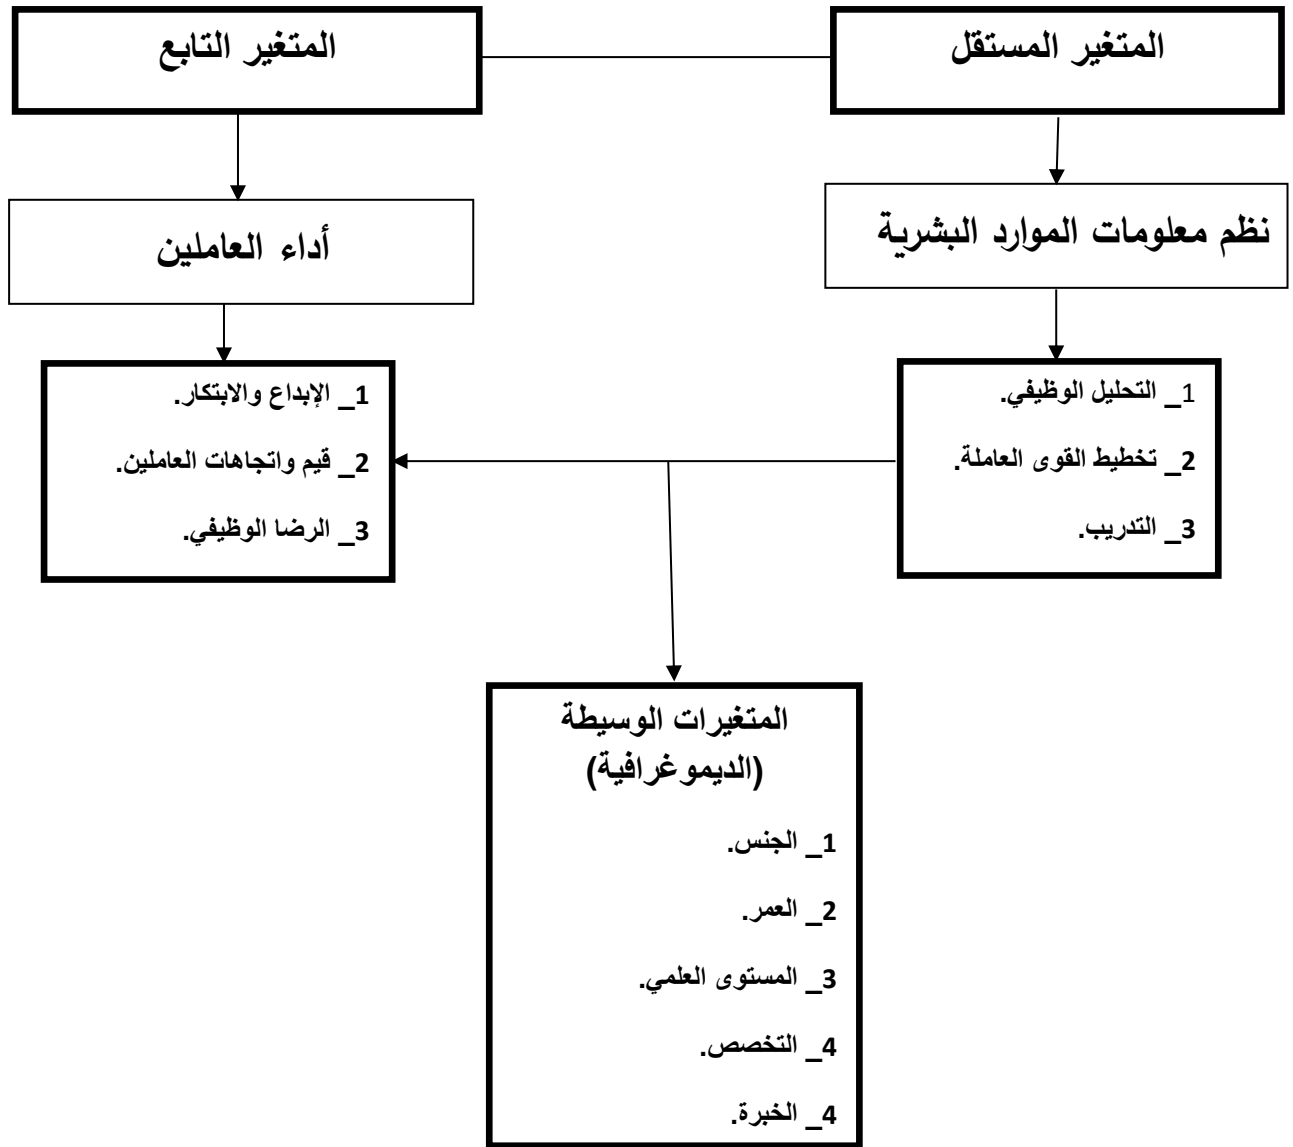 المتغير المستقل
المتغير التابع
نظم معلومات الموارد البشرية
أداء العاملين
1_ التحليل الوظيفي.
2_ تخطيط القوى العاملة.
3_ التدريب.
1_ الإبداع والابتكار.
2_ قيم واتجاهات العاملين.
3_ الرضا الوظيفي.
المتغيرات الوسيطة
(الديموغرافية)
1_ الجنس.
2_ العمر.
3_ المستوى العلمي.
4_ التخصص.
4_ الخبرة.